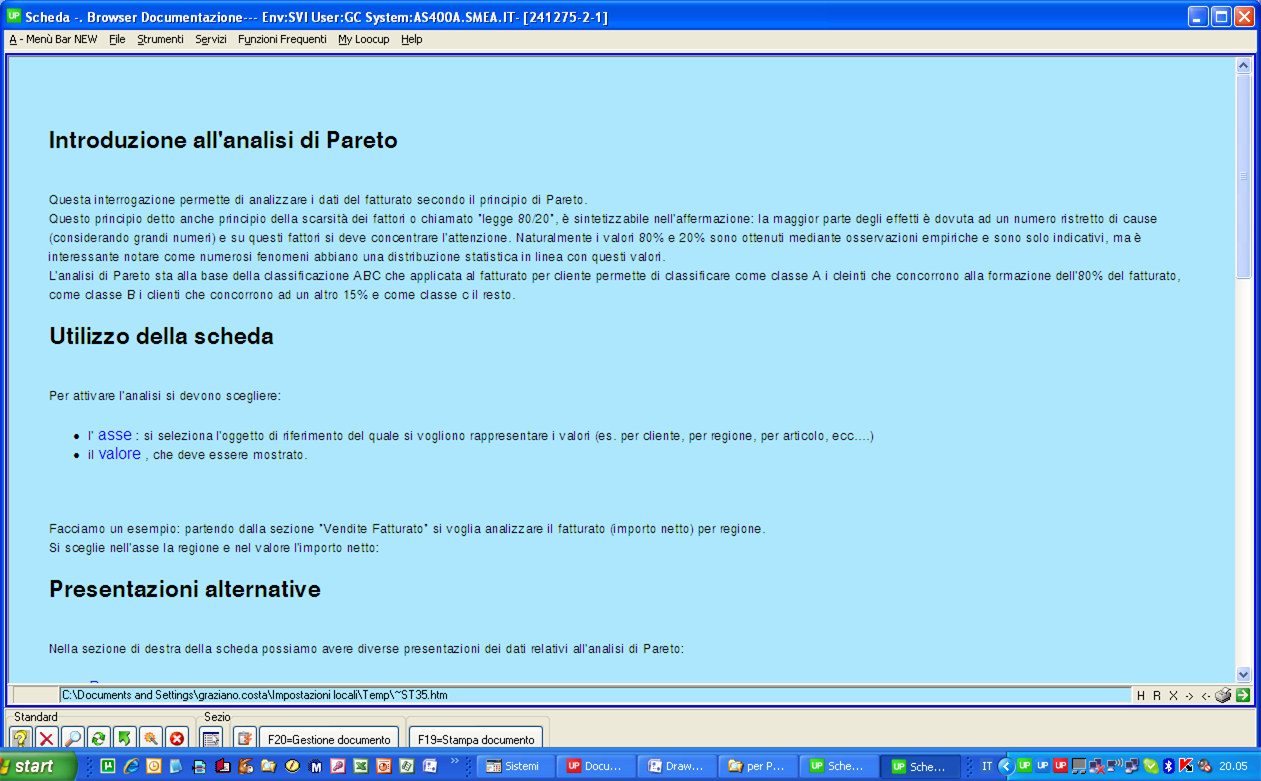 Scheda -. Browser Documentazione--- Env:SVI User:GC System:AS400A.SMEA.IT- [241275-2-1]
A - Menù Bar NEW File Strumenti Servizi Funzioni Frequenti My Loocup Help
Introduzione all'analisi di Pareto
Questa interrogazione permette di analizzare i dati del fatturato secondo il principio di Pareto.
Questo principio detto anche principio della scarsità dei fattori o chiamato "legge 80/20", è sintetizzabile nell'affermazione: la maggior parte degli effetti è dovuta ad un numero ristretto di cause
(considerando grandi numeri) e su questi fattori si deve concentrare l'attenzione. Naturalmente i valori 80% e 20% sono ottenuti mediante osservazioni empiriche e sono solo indicativi, ma è
interessante notare come numerosi fenomeni abbiano una distribuzione statistica in linea con questi valori.
L'analisi di Pareto sta alla base della classificazione ABC che applicata al fatturato per cliente permette di classificare come classe A i cleinti che concorrono alla formazione dell'80% del fatturato,
come classe B i clienti che concorrono ad un altro 15% e come classe c il resto.
Utilizzo della scheda
Per attivare l'analisi si devono scegliere:
l' asse : si seleziona l'oggetto di riferimento del quale si vogliono rappresentare i valori (es. per cliente, per regione, per articolo, ecc....)
il valore , che deve essere mostrato.
Facciamo un esempio: partendo dalla sezione "Vendite Fatturato" si voglia analizzare il fatturato (importo netto) per regione.
Si sceglie nell'asse la regione e nel valore l'importo netto:
Presentazioni alternative
Nella sezione di destra della scheda possiamo avere diverse presentazioni dei dati relativi all'analisi di Pareto:
C:\Documents and Settings\graziano.costa\Impostazioni locali\Temp\~ST35.htm
H R X -> <-
Standard Sezio
F20=Gestione documento F19=Stampa documento
start Sistemi Docu... Draw... per P... Sche... Sche... IT 20.05